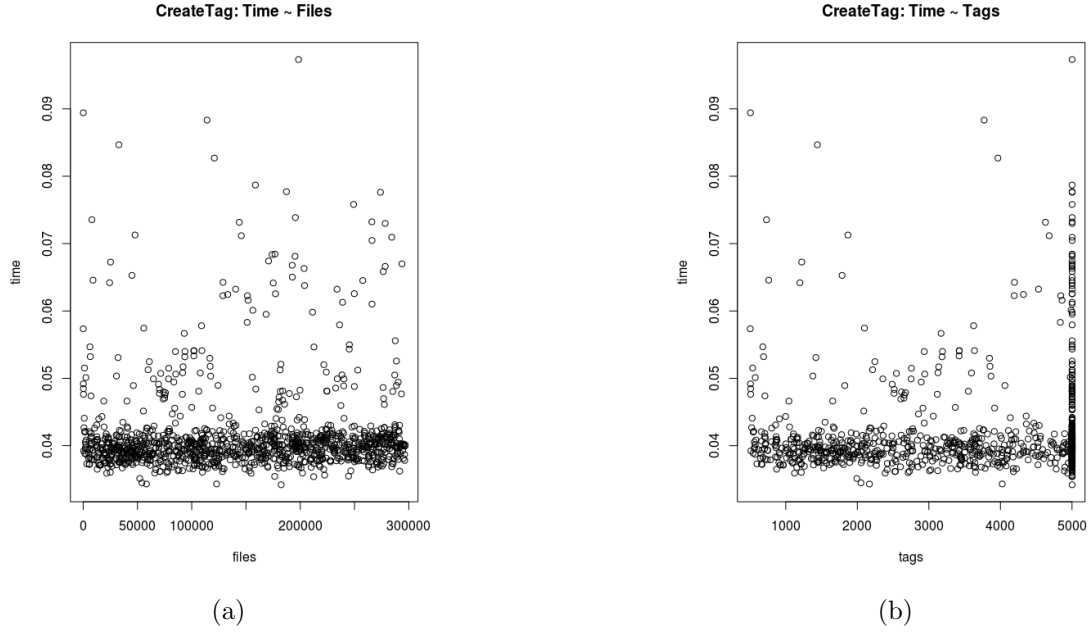 CreateTag: Time ~ Files
0.09
0.08
0.07
0.06
0.05
0.04
time
0 50000 100000 200000 300000
files
(a)
CreateTag: Time ~ Tags
0.09
0.08
0.07
0.06
0.05
0.04
time
1000 2000 3000 4000 5000
tags
(b)